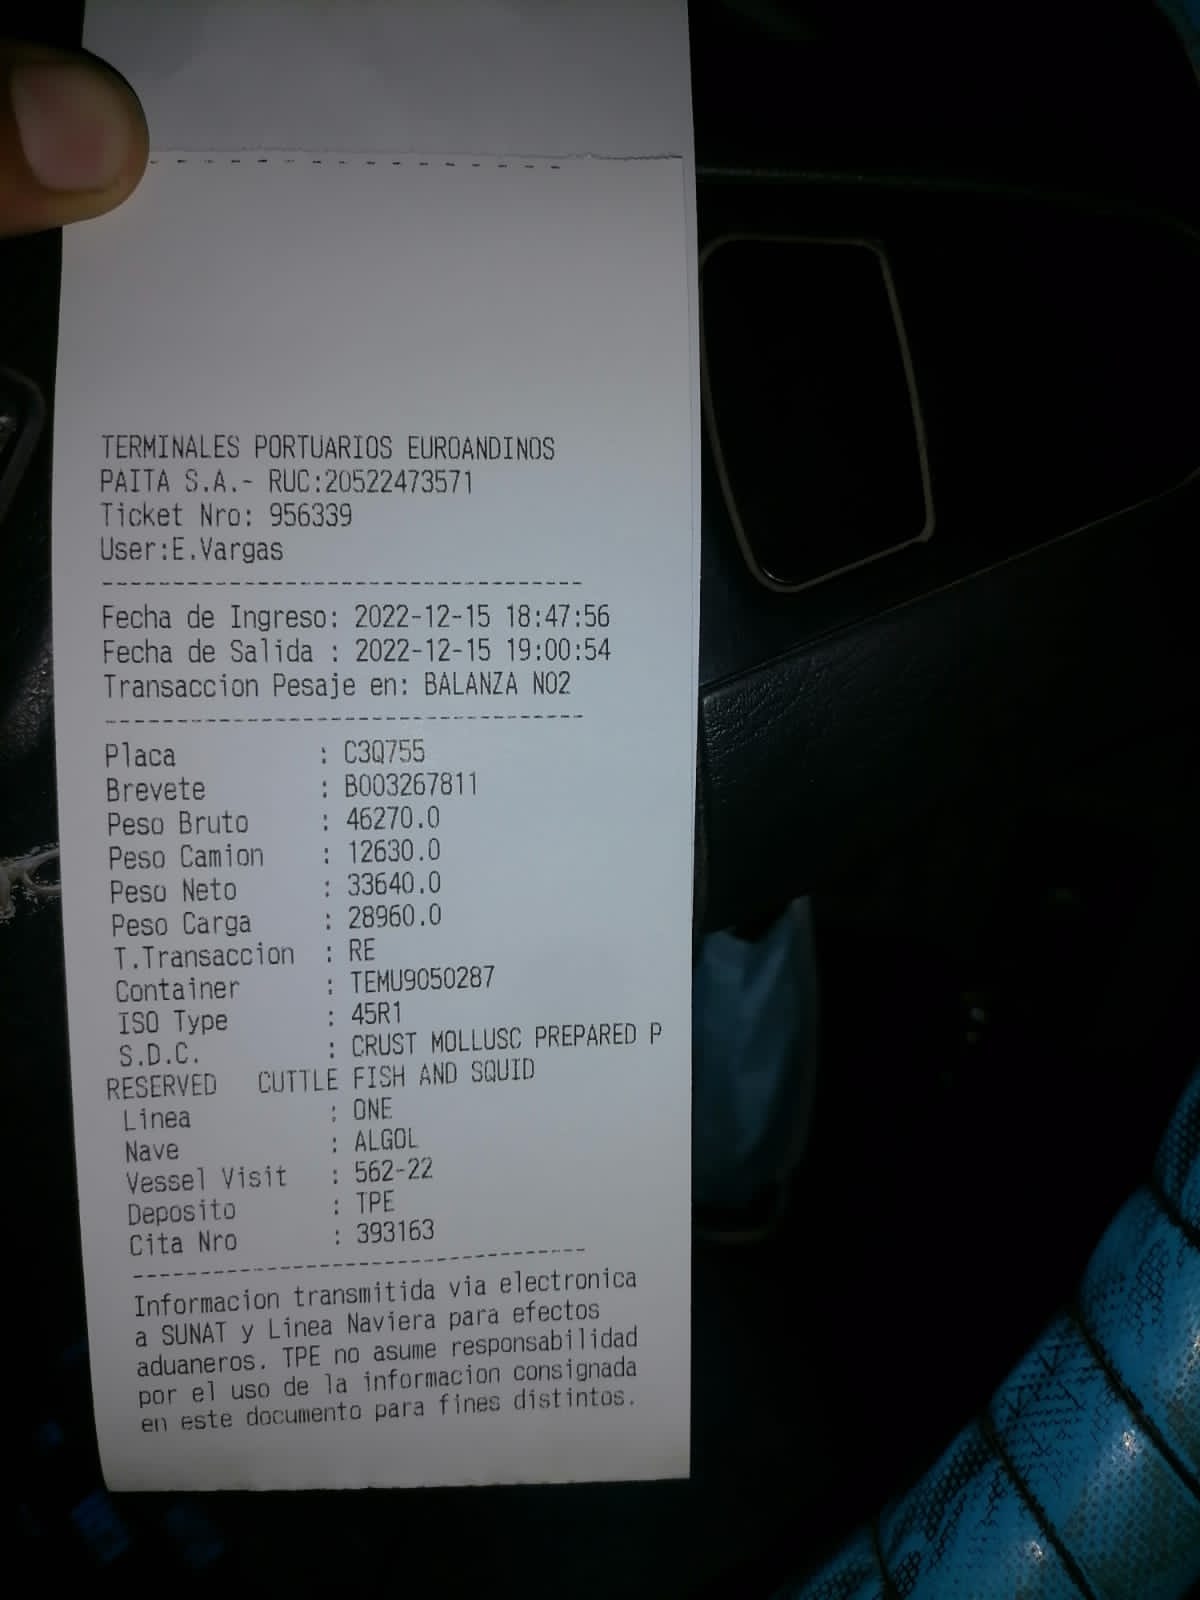 TERMINALES PORTUARIOS EUROANDINOS
PAITA S.A.- RUC:20522473571
Ticket Nro: 956339
User:E.Vargas
----------------------------------
Fecha de Ingreso: 2022-12-15 18:47:56
Fecha de Salida : 2022-12-15 19:00:54
Transaccion Pesaje en: BALANZA NO2
----------------------------------
Placa : C3Q755
Brevete : B003267811
Peso Bruto : 46270.0
Peso Camion : 12630.0
Peso Neto : 33640.0
Peso Carga : 28960.0
T.Transaccion : RE
Container : TEMU9050287
ISO Type : 45R1
S.D.C. : CRUST MOLLUSC PREPARED P
RESERVED CUTTLE FISH AND SQUID
Linea : ONE
Nave : ALGOL
Vessel Visit : 562-22
Deposito : TPE
Cita Nro : 393163
----------------------------------
Informacion transmitida via electronica
a SUNAT y Linea Naviera para efectos
aduaneros. TPE no asume responsabilidad
por el uso de la informacion consignada
en este documento para fines distintos.